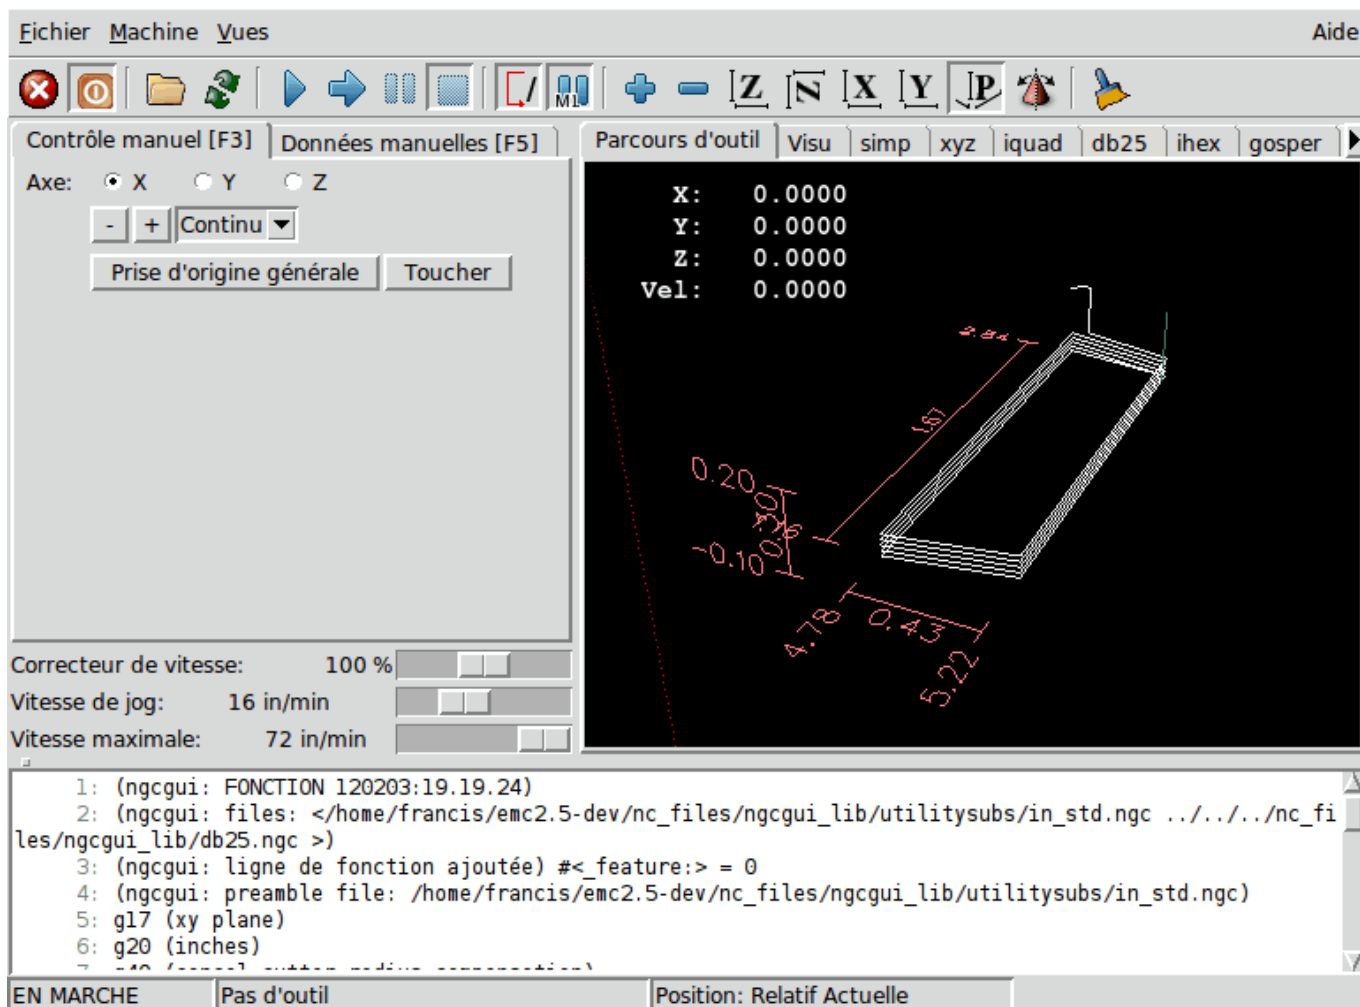 Fichier Machine Vues Aide
M1 Z N X Y P
Contrôle manuel [F3] Données manuelles [F5]
Parcours d'outil Visu simp xyz iquad db25 ihex gosper
Axe: X Y Z
- + Continu
Prise d'origine générale Toucher
X: 0.0000
Y: 0.0000
Z: 0.0000
Vel: 0.0000
2.84
1.67
0.20
-0.10
4.78
0.43
5.22
Correcteur de vitesse: 100 %
Vitesse de jog: 16 in/min
Vitesse maximale: 72 in/min
1: (ngcgui: FONCTION 120203:19.19.24)
2: (ngcgui: files: </home/francis/emc2.5-dev/nc_files/ngcgui_lib/utilitysubs/in_std.ngc ../../../nc_fi
les/ngcgui_lib/db25.ngc >)
3: (ngcgui: ligne de fonction ajoutée) #<_feature:> = 0
4: (ngcgui: preamble file: /home/francis/emc2.5-dev/nc_files/ngcgui_lib/utilitysubs/in_std.ngc)
5: g17 (xy plane)
6: g20 (inches)
EN MARCHE Pas d'outil Position: Relatif Actuelle